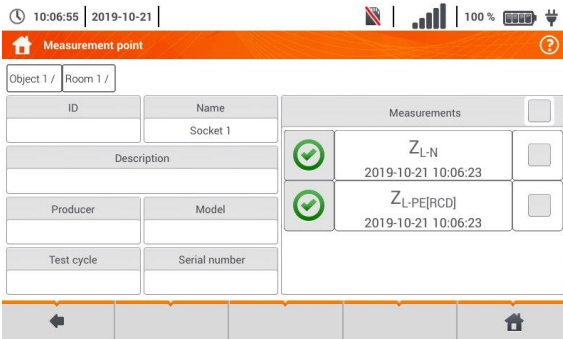 10:06:55 2019-10-21 100 %
Measurement point ?
Object 1 / Room 1 /
ID Name Measurements
Socket 1
Z L-N
2019-10-21 10:06:23
Description
Z L-PE[RCD]
2019-10-21 10:06:23
Producer Model
Test cycle Serial number